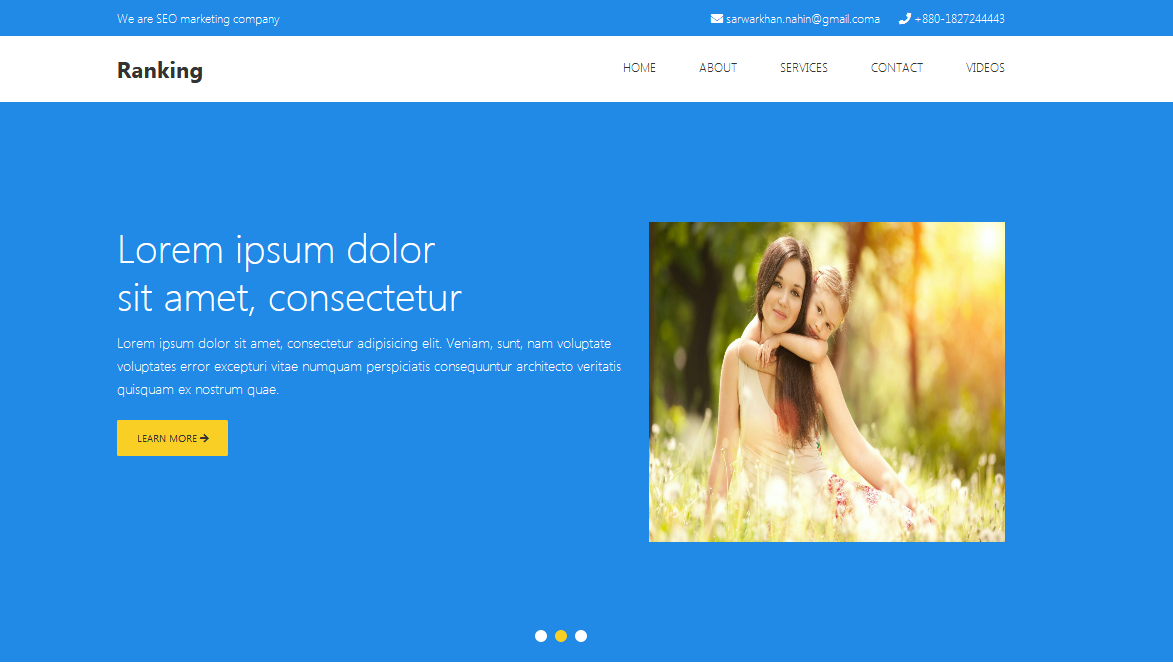 We are SEO marketing company
sarwarkhan.nahin@gmail.coma +880-1827244443
Ranking
HOME ABOUT SERVICES CONTACT VIDEOS
Lorem ipsum dolor
sit amet, consectetur
Lorem ipsum dolor sit amet, consectetur adipisicing elit. Veniam, sunt, nam voluptate
voluptates error excepturi vitae numquam perspiciatis consequuntur architecto veritatis
quisquam ex nostrum quae.
LEARN MORE